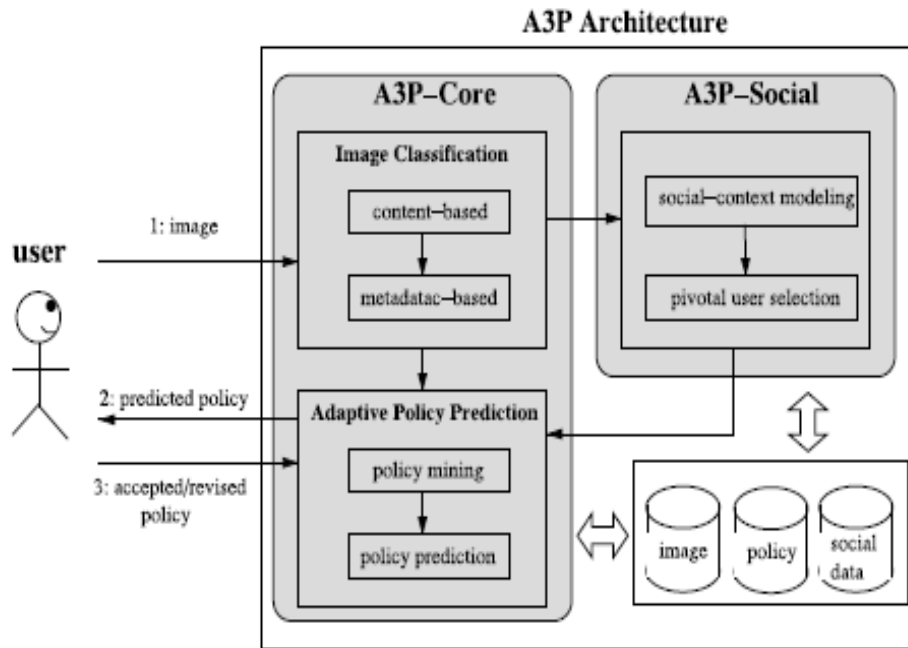 A3P Architecture
A3P–Core
Image Classification
content–based
metadatac–based
A3P–Social
social–context modeling
pivotal user selection
user
1: image
2: predicted policy
3: accepted/revised
policy
Adaptive Policy Prediction
policy mining
policy prediction
image
policy
social
data